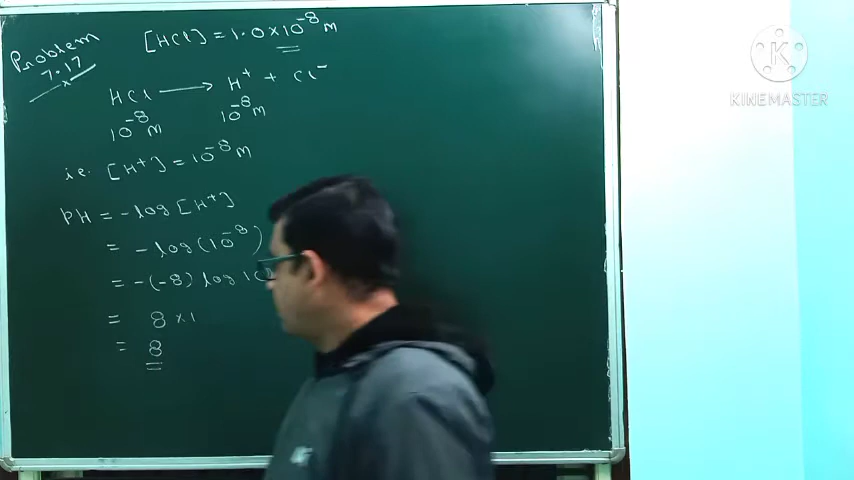 Problem
7.17
[HCl] = 1.0 × 10⁻⁸ M
HCl ⟶ H⁺ + Cl⁻
10⁻⁸ M 10⁻⁸ M
i.e. [H⁺] = 10⁻⁸ M
PH = -log [H⁺]
= -log (10⁻⁸)
= -(-8) log 10
= 8 × 1
= 8
K
KINEMASTER